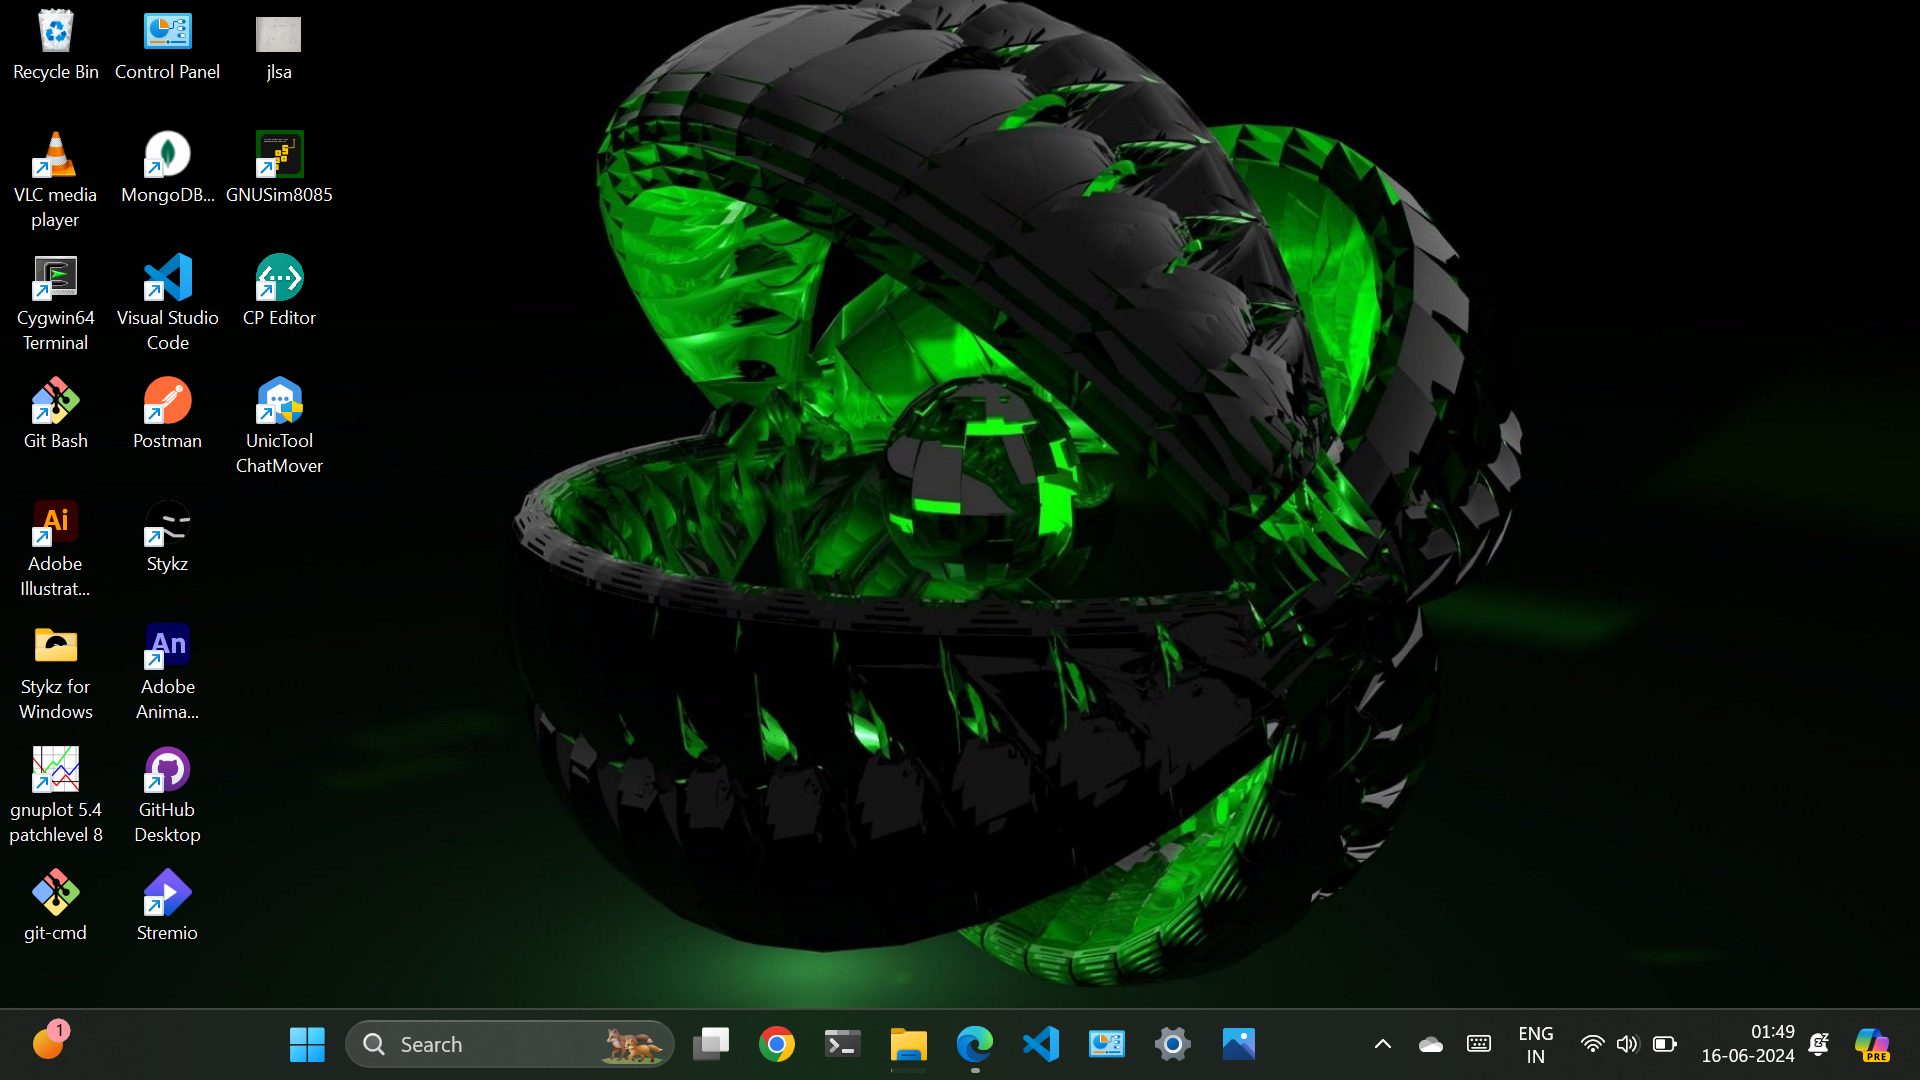 Recycle Bin
Control Panel
jlsa
VLC media
player
MongoDB...
GNUSim8085
Cygwin64
Terminal
Visual Studio
Code
CP Editor
Git Bash
Postman
UnicTool
ChatMover
Ai
Adobe
Illustrat...
Stykz
Stykz for
Windows
An
Adobe
Anima...
gnuplot 5.4
patchlevel 8
GitHub
Desktop
git-cmd
Stremio
1
Search
ENG
IN
01:49
16-06-2024
PRE